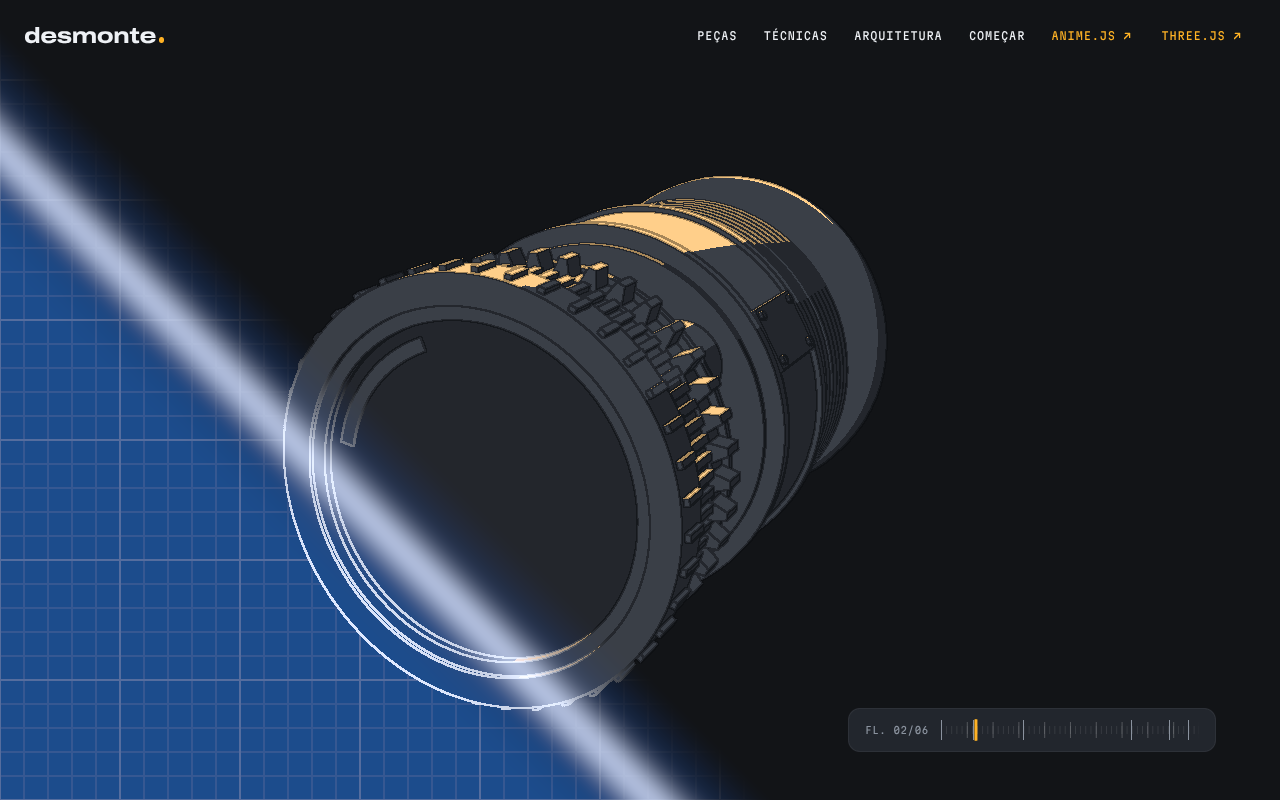 desmonte.
PEÇAS TÉCNICAS ARQUITETURA COMEÇAR ANIME.JS ↗ THREE.JS ↗
FL. 02/06